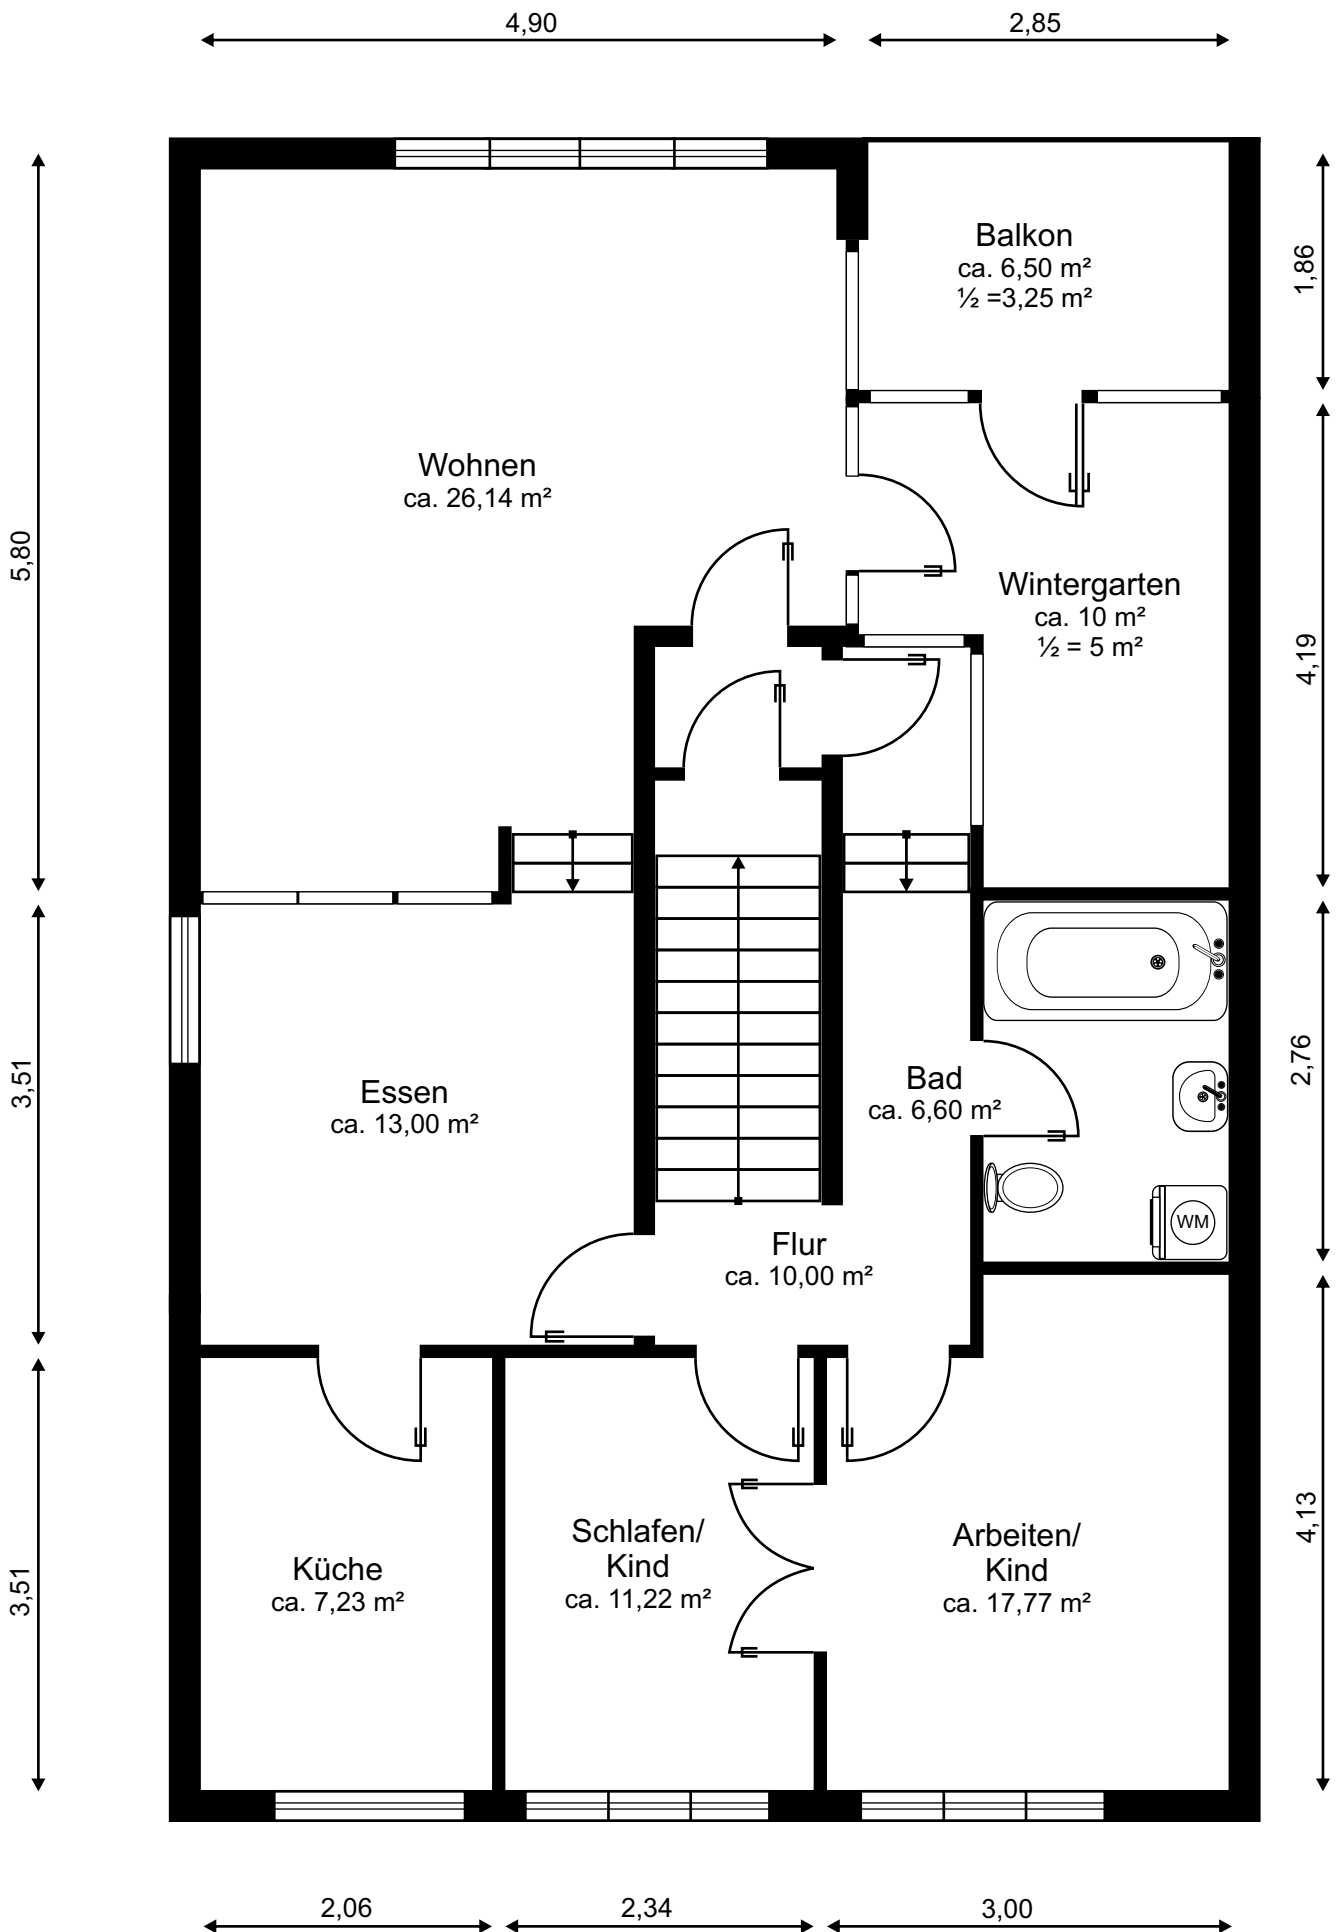 4,90
2,85
Balkon
ca. 6,50 m²
½ =3,25 m²
1,86
Wohnen
ca. 26,14 m²
5,80
Wintergarten
ca. 10 m²
½ = 5 m²
4,19
Essen
ca. 13,00 m²
3,51
Bad
ca. 6,60 m²
2,76
WM
Flur
ca. 10,00 m²
Küche
ca. 7,23 m²
3,51
Schlafen/
Kind
ca. 11,22 m²
Arbeiten/
Kind
ca. 17,77 m²
4,13
2,06
2,34
3,00